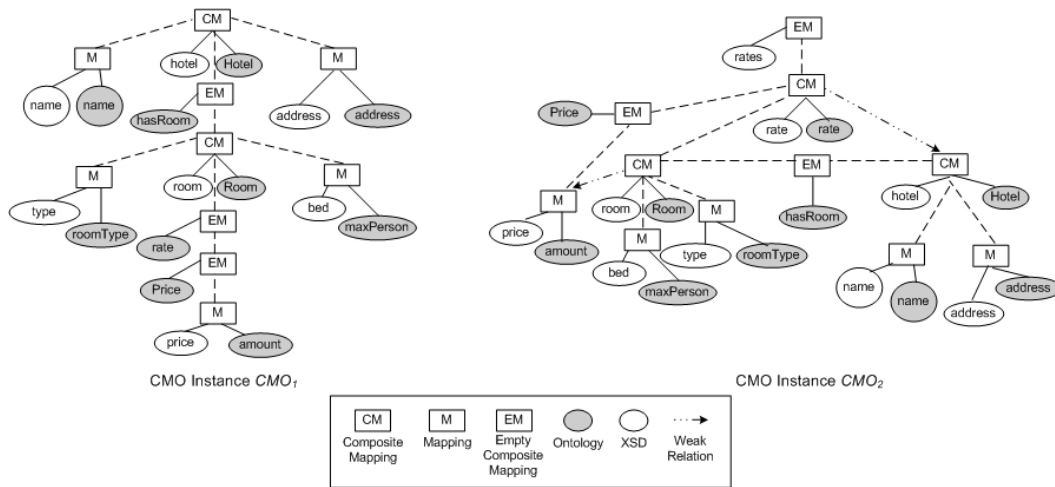 CM
M
hotel
Hotel
M
name
name
EM
hasRoom
address
address
CM
M
room
Room
M
type
roomType
bed
maxPerson
EM
rate
EM
Price
M
price
amount
CMO Instance CMO1
EM
rates
CM
Price
EM
rate
rate
CM
EM
CM
M
room
Room
M
hasRoom
hotel
Hotel
price
amount
M
type
roomType
bed
maxPerson
M
M
name
name
address
address
CMO Instance CMO2
CM
M
EM
Composite
Mapping
Mapping
Empty
Composite
Mapping
Ontology
XSD
Weak
Relation